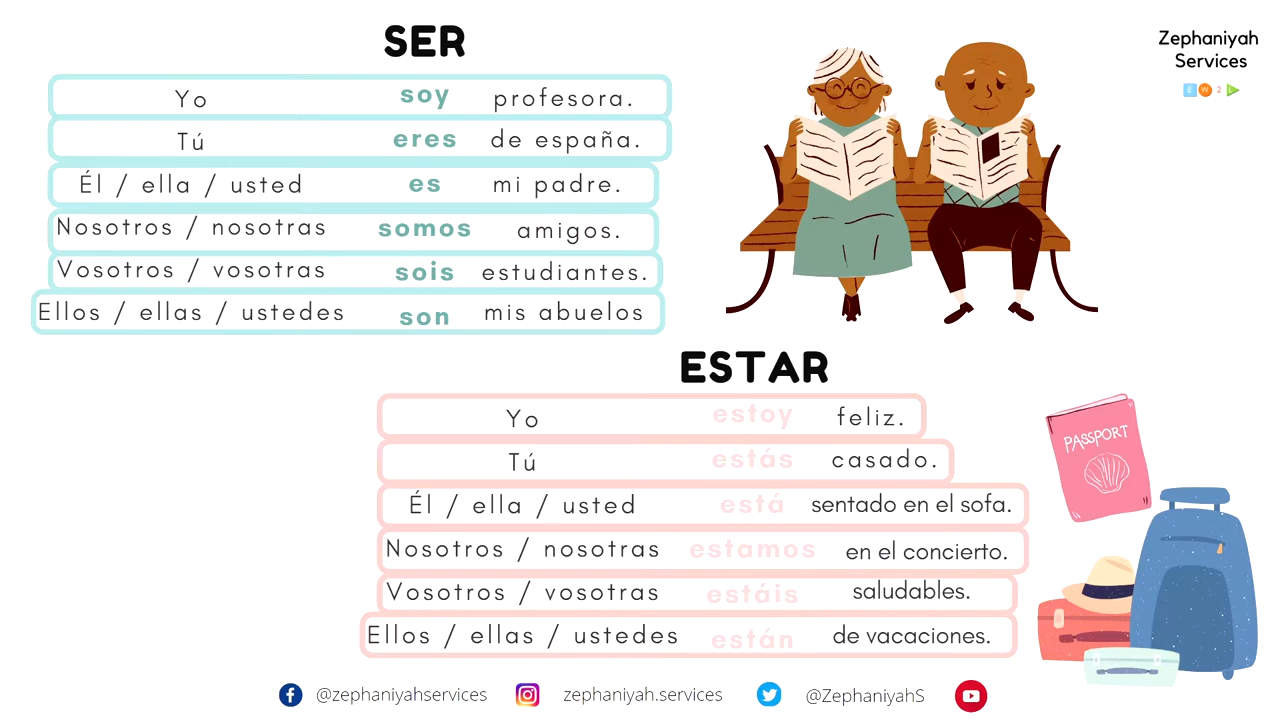 SER
Zephaniyah
Services
E W 2
Yo soy profesora.
Tú eres de españa.
Él / ella / usted es mi padre.
Nosotros / nosotras somos amigos.
Vosotros / vosotras sois estudiantes.
Ellos / ellas / ustedes son mis abuelos
ESTAR
Yo estoy feliz.
Tú estás casado.
Él / ella / usted está sentado en el sofa.
Nosotros / nosotras estamos en el concierto.
Vosotros / vosotras estáis saludables.
Ellos / ellas / ustedes están de vacaciones.
PASSPORT
@zephaniyahservices zephaniyah.services @ZephaniyahS